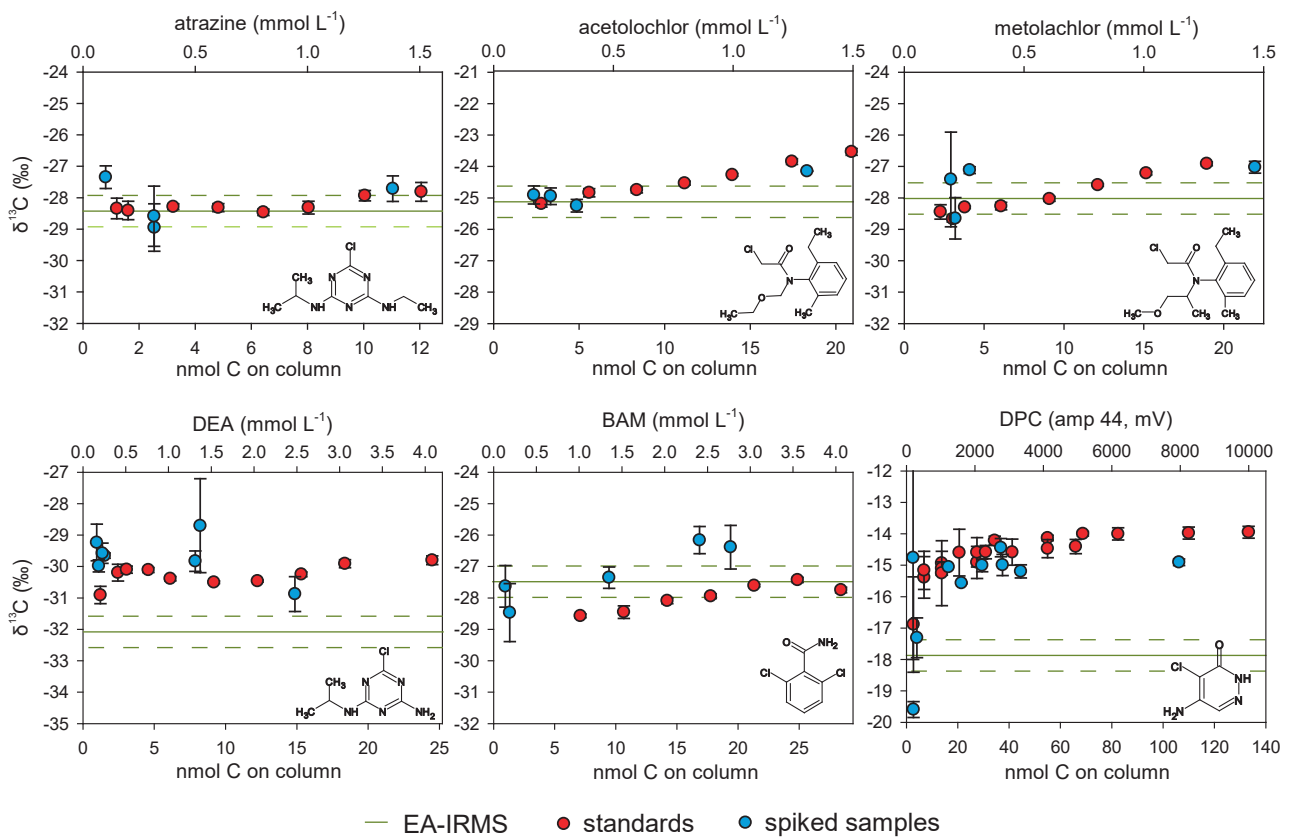 atrazine (mmol L⁻¹)
0.0 0.5 1.0 1.5
-24
-25
-26
-27
-28
-29
-30
-31
-32
δ¹³C (‰)
Cl
N N
N
CH₃
H₃C
NH
NH
CH₃
0 2 4 6 8 10 12
nmol C on column
acetolochlor (mmol L⁻¹)
0.0 0.5 1.0 1.5
-21
-22
-23
-24
-25
-26
-27
-28
-29
CH₃
Cl
O
N
O
H₃C
H₃C
0 5 10 15 20
nmol C on column
metolachlor (mmol L⁻¹)
0.0 0.5 1.0 1.5
-24
-25
-26
-27
-28
-29
-30
-31
-32
CH₃
Cl
O
N
H₃C
O
CH₃
CH₃
0 5 10 15 20
nmol C on column
DEA (mmol L⁻¹)
0.0 0.5 1.0 1.5 2.0 2.5 3.0 3.5 4.0
-27
-28
-29
-30
-31
-32
-33
-34
-35
δ¹³C (‰)
Cl
N N
N
CH₃
H₃C
NH
NH₂
0 5 10 15 20 25
nmol C on column
BAM (mmol L⁻¹)
0.0 0.5 1.0 1.5 2.0 2.5 3.0 3.5 4.0
-24
-25
-26
-27
-28
-29
-30
-31
-32
O
NH₂
Cl
Cl
0 5 10 15 20 25
nmol C on column
DPC (amp 44, mV)
0 2000 4000 6000 8000 10000
-12
-13
-14
-15
-16
-17
-18
-19
-20
O
Cl
NH
N
H₂N
0 20 40 60 80 100 120 140
nmol C on column
EA-IRMS standards spiked samples